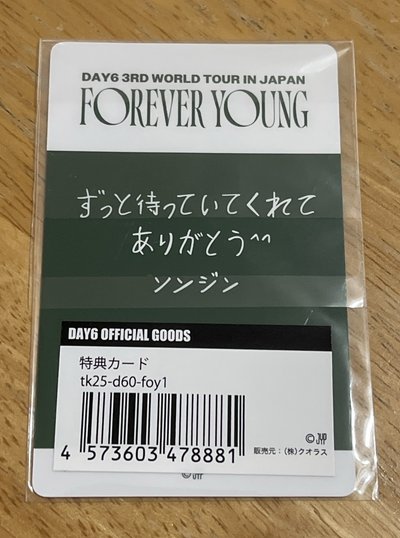 DAY6 3RD WORLD TOUR IN JAPAN
FOREVER YOUNG
ずっと待っていてくれて
ありがとう^^
ソンジン
DAY6 OFFICIAL GOODS
特典カード
tk25-d60-foy1
4 573603 478881
© JYP
販売元:(株)クオラス
© JYP